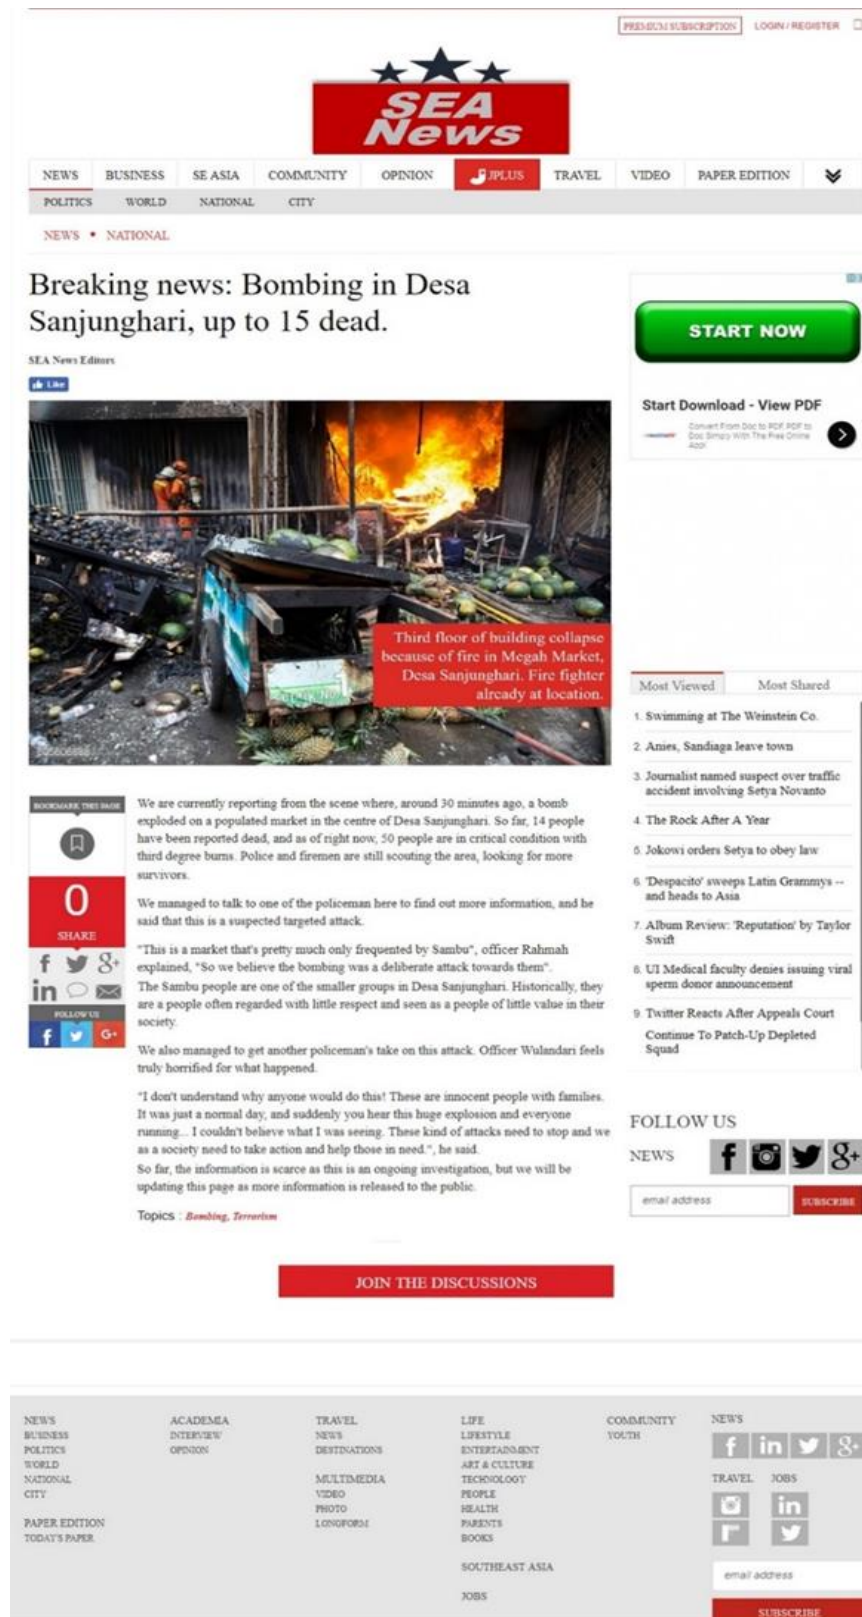 PREMIUM SUBSCRIPTION
LOGIN / REGISTER
SEA
News
NEWS BUSINESS SE ASIA COMMUNITY OPINION JPLUS TRAVEL VIDEO PAPER EDITION
POLITICS WORLD NATIONAL CITY
NEWS • NATIONAL
Breaking news: Bombing in Desa
Sanjunghari, up to 15 dead.
SEA News Editors
Like
Third floor of building collapse
because of fire in Megah Market,
Desa Sanjunghari. Fire fighter
already at location.
BOOKMARK THIS PAGE
0
SHARE
FOLLOW US
We are currently reporting from the scene where, around 30 minutes ago, a bomb
exploded on a populated market in the centre of Desa Sanjunghari. So far, 14 people
have been reported dead, and as of right now, 50 people are in critical condition with
third degree burns. Police and firemen are still scouting the area, looking for more
survivors.
We managed to talk to one of the policeman here to find out more information, and he
said that this is a suspected targeted attack.
"This is a market that's pretty much only frequented by Sambu", officer Rahmah
explained, "So we believe the bombing was a deliberate attack towards them".
The Sambu people are one of the smaller groups in Desa Sanjunghari. Historically, they
are a people often regarded with little respect and seen as a people of little value in their
society.
We also managed to get another policeman's take on this attack. Officer Wulandari feels
truly horrified for what happened.
"I don't understand why anyone would do this! These are innocent people with families.
It was just a normal day, and suddenly you hear this huge explosion and everyone
running... I couldn't believe what I was seeing. These kind of attacks need to stop and we
as a society need to take action and help those in need.", he said.
So far, the information is scarce as this is an ongoing investigation, but we will be
updating this page as more information is released to the public.
Topics : Bombing, Terrorism
JOIN THE DISCUSSIONS
START NOW
Start Download - View PDF
Convert From Doc to PDF, PDF to
Doc Simply With The Free Online
App!
Most Viewed Most Shared
1. Swimming at The Weinstein Co.
2. Anies, Sandiaga leave town
3. Journalist named suspect over traffic
accident involving Setya Novanto
4. The Rock After A Year
5. Jokowi orders Setya to obey law
6. 'Despacito' sweeps Latin Grammys --
and heads to Asia
7. Album Review: 'Reputation' by Taylor
Swift
8. UI Medical faculty denies issuing viral
sperm donor announcement
9. Twitter Reacts After Appeals Court
Continue To Patch-Up Depleted
Squad
FOLLOW US
NEWS
email address
SUBSCRIBE
NEWS
BUSINESS
POLITICS
WORLD
NATIONAL
CITY
PAPER EDITION
TODAY'S PAPER
ACADEMIA
INTERVIEW
OPINION
TRAVEL
NEWS
DESTINATIONS
MULTIMEDIA
VIDEO
PHOTO
LONGFORM
LIFE
LIFESTYLE
ENTERTAINMENT
ART & CULTURE
TECHNOLOGY
PEOPLE
HEALTH
PARENTS
BOOKS
SOUTHEAST ASIA
JOBS
COMMUNITY
YOUTH
NEWS
TRAVEL JOBS
email address
SUBSCRIBE